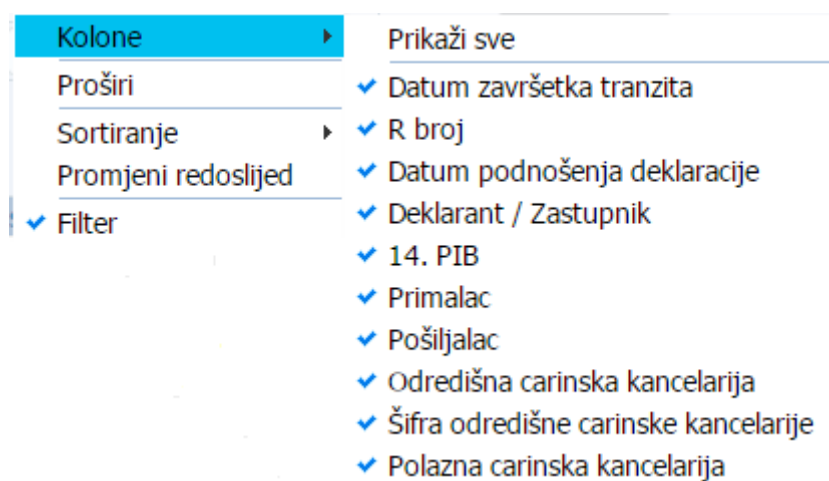 Kolone
Proširi
Sortiranje
Promjeni redoslijed
Filter
Prikaži sve
Datum završetka tranzita
R broj
Datum podnošenja deklaracije
Deklarant / Zastupnik
14. PIB
Primalac
Pošiljalac
Odredišna carinska kancelarija
Šifra odredišne carinske kancelarije
Polazna carinska kancelarija